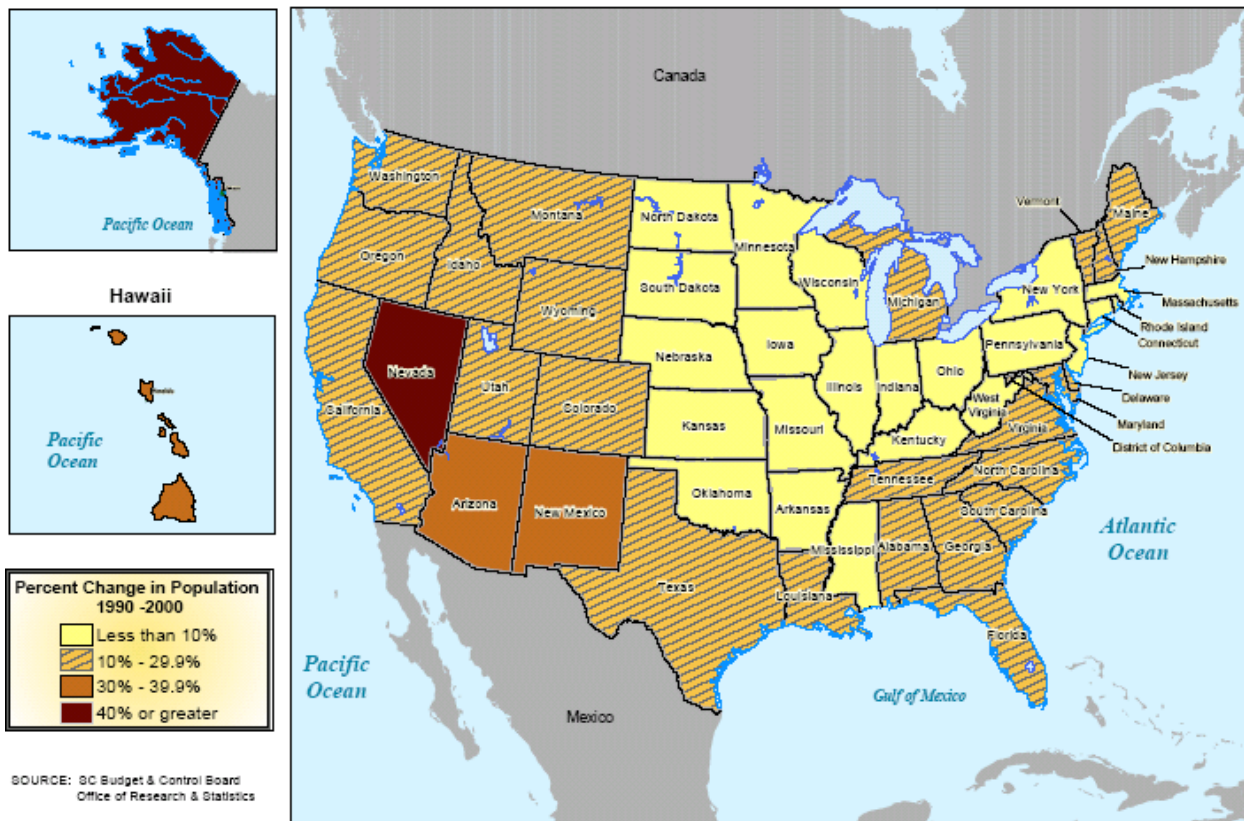 Canada
Pacific Ocean
Hawaii
Pacific
Ocean
Percent Change in Population
1990 -2000
Less than 10%
10% - 29.9%
30% - 39.9%
40% or greater
SOURCE: SC Budget & Control Board
Office of Research & Statistics
Washington
Montana
North Dakota
Minnesota
Vermont
Maine
Oregon
Idaho
Wyoming
South Dakota
Wisconsin
Michigan
New York
New Hampshire
Massachusetts
Rhode Island
Connecticut
Nevada
Utah
Colorado
Nebraska
Iowa
Illinois
Indiana
Ohio
Pennsylvania
New Jersey
Delaware
Maryland
District of Columbia
California
Kansas
Missouri
Kentucky
West
Virginia
Virginia
Arizona
New Mexico
Oklahoma
Arkansas
Tennessee
North Carolina
South Carolina
Texas
Louisiana
Mississippi
Alabama
Georgia
Florida
Atlantic
Ocean
Pacific
Ocean
Gulf of Mexico
Mexico